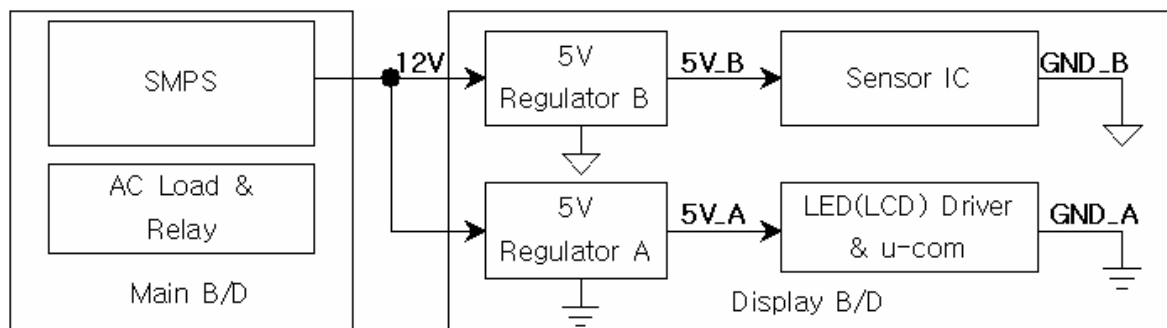 SMPS
AC Load &
Relay
Main B/D
12V
5V
Regulator B
5V_B
Sensor IC
GND_B
5V
Regulator A
5V_A
LED(LCD) Driver
& u-com
GND_A
Display B/D